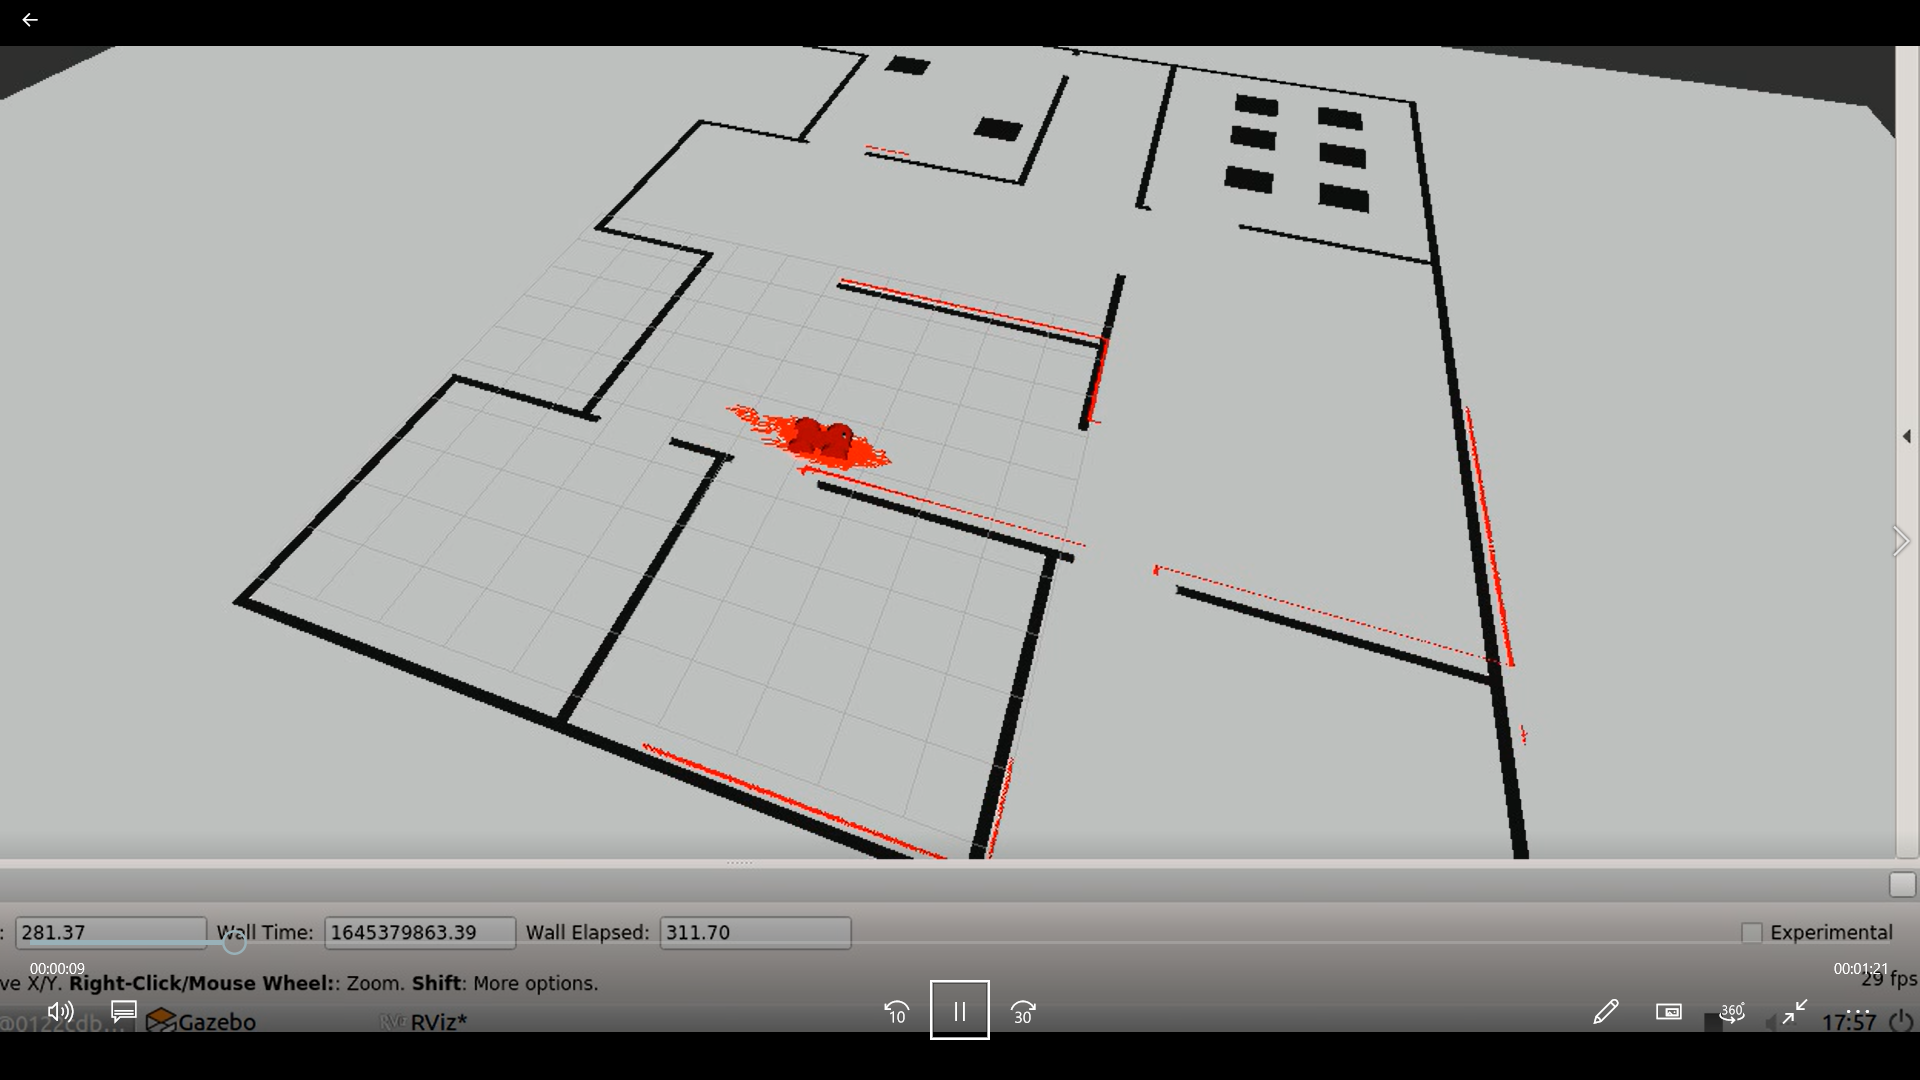 : 281.37 Wall Time: 1645379863.39 Wall Elapsed: 311.70 Experimental
00:00:09 00:01:21
ve X/Y. Right-Click/Mouse Wheel:: Zoom. Shift: More options. 29 fps
10 30 360°
Gazebo RViz* 17:57